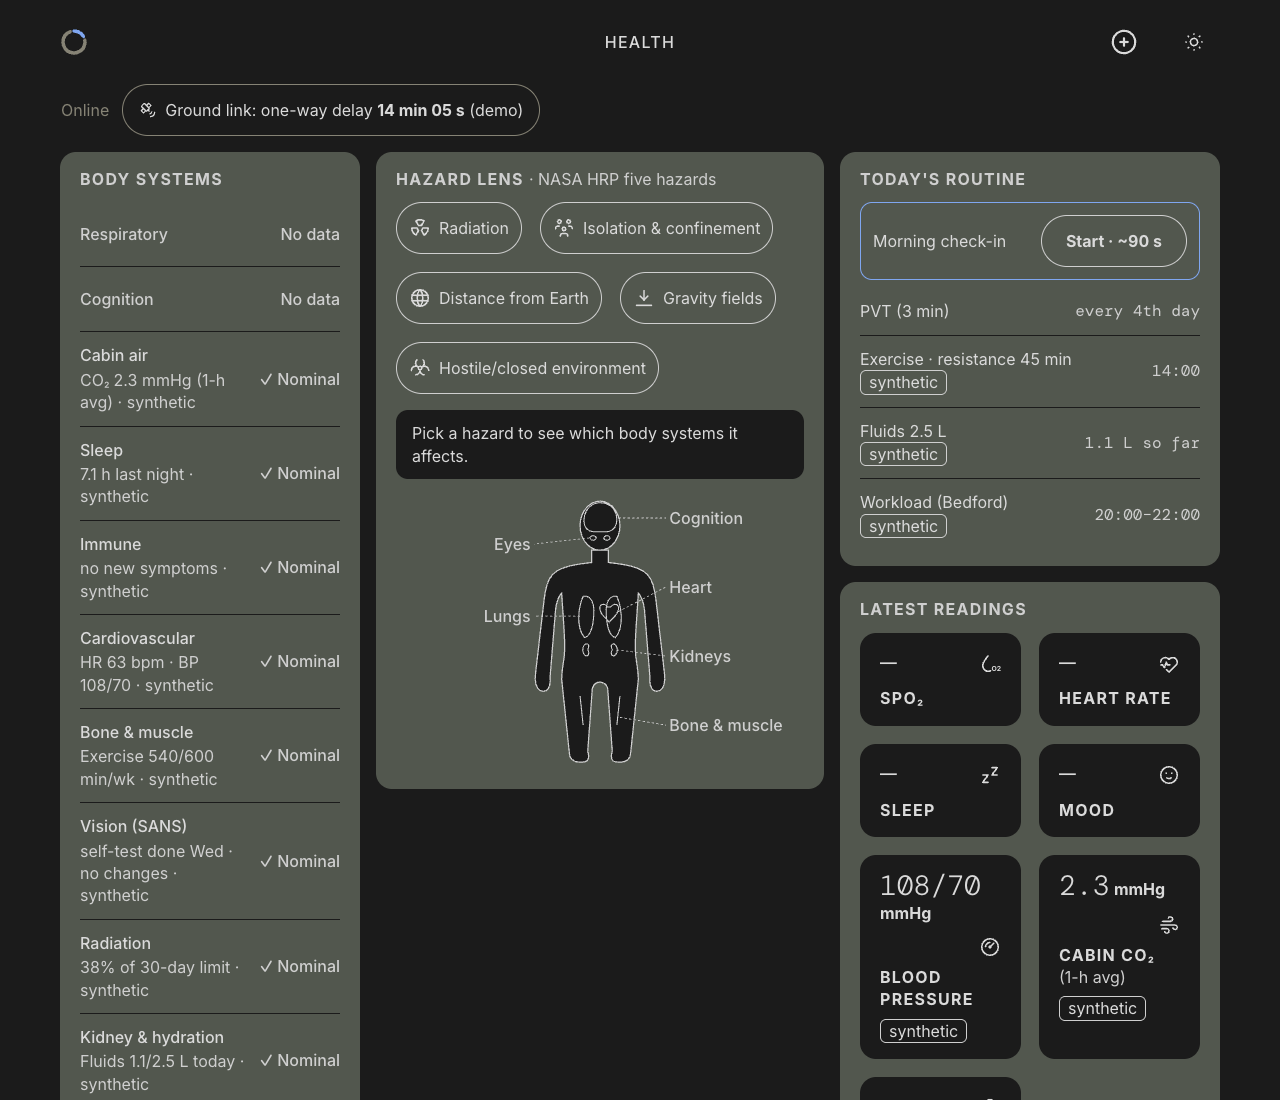 HEALTH
Online
Ground link: one-way delay 14 min 05 s (demo)
BODY SYSTEMS
Respiratory No data
Cognition No data
Cabin air
CO₂ 2.3 mmHg (1-h
avg) · synthetic
✓ Nominal
Sleep
7.1 h last night ·
synthetic
✓ Nominal
Immune
no new symptoms ·
synthetic
✓ Nominal
Cardiovascular
HR 63 bpm · BP
108/70 · synthetic
✓ Nominal
Bone & muscle
Exercise 540/600
min/wk · synthetic
✓ Nominal
Vision (SANS)
self-test done Wed ·
no changes ·
synthetic
✓ Nominal
Radiation
38% of 30-day limit ·
synthetic
✓ Nominal
Kidney & hydration
Fluids 1.1/2.5 L today ·
synthetic
✓ Nominal
HAZARD LENS · NASA HRP five hazards
Radiation
Isolation & confinement
Distance from Earth
Gravity fields
Hostile/closed environment
Pick a hazard to see which body systems it
affects.
Cognition
Eyes
Heart
Lungs
Kidneys
Bone & muscle
TODAY'S ROUTINE
Morning check-in
Start · ~90 s
PVT (3 min) every 4th day
Exercise · resistance 45 min
synthetic
14:00
Fluids 2.5 L
synthetic
1.1 L so far
Workload (Bedford)
synthetic
20:00–22:00
LATEST READINGS
—
O2
SPO₂
—
HEART RATE
—
zZ
SLEEP
—
MOOD
108/70
mmHg
BLOOD
PRESSURE
synthetic
2.3 mmHg
CABIN CO₂
(1-h avg)
synthetic